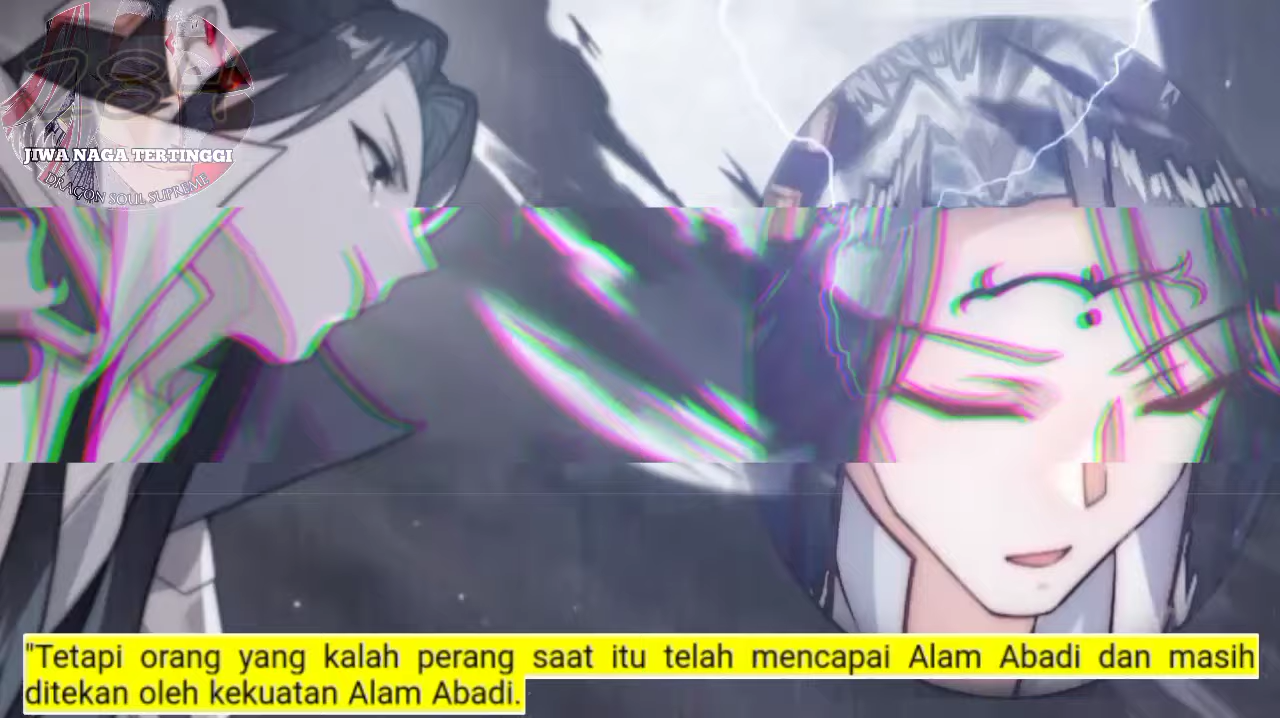 JIWA NAGA TERTINGGI
DRAGON SOUL SUPREME
"Tetapi orang yang kalah perang saat itu telah mencapai Alam Abadi dan masih
ditekan oleh kekuatan Alam Abadi.